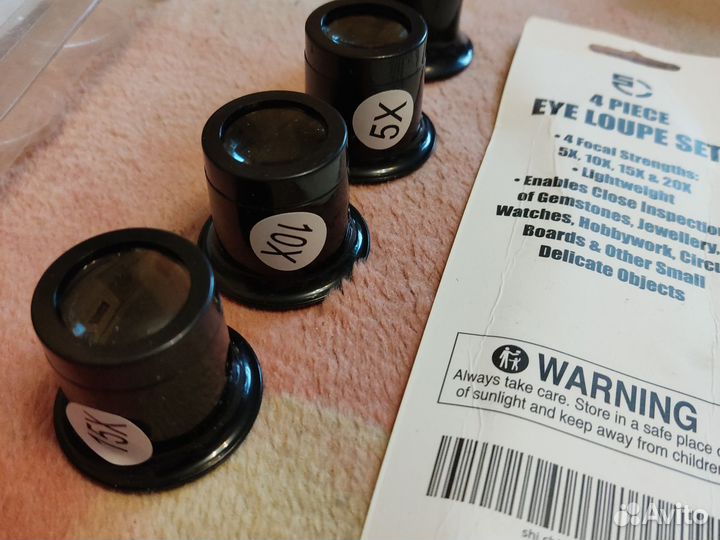 5X
10X
15X
4 PIECE
EYE LOUPE SET
• 4 Focal Strengths:
5X, 10X, 15X & 20X
• Lightweight
• Enables Close Inspection
of Gemstones, Jewellery,
Watches, Hobbywork, Circu
Boards & Other Small
Delicate Objects
WARNING
Always take care. Store in a safe place o
of sunlight and keep away from children
Avito